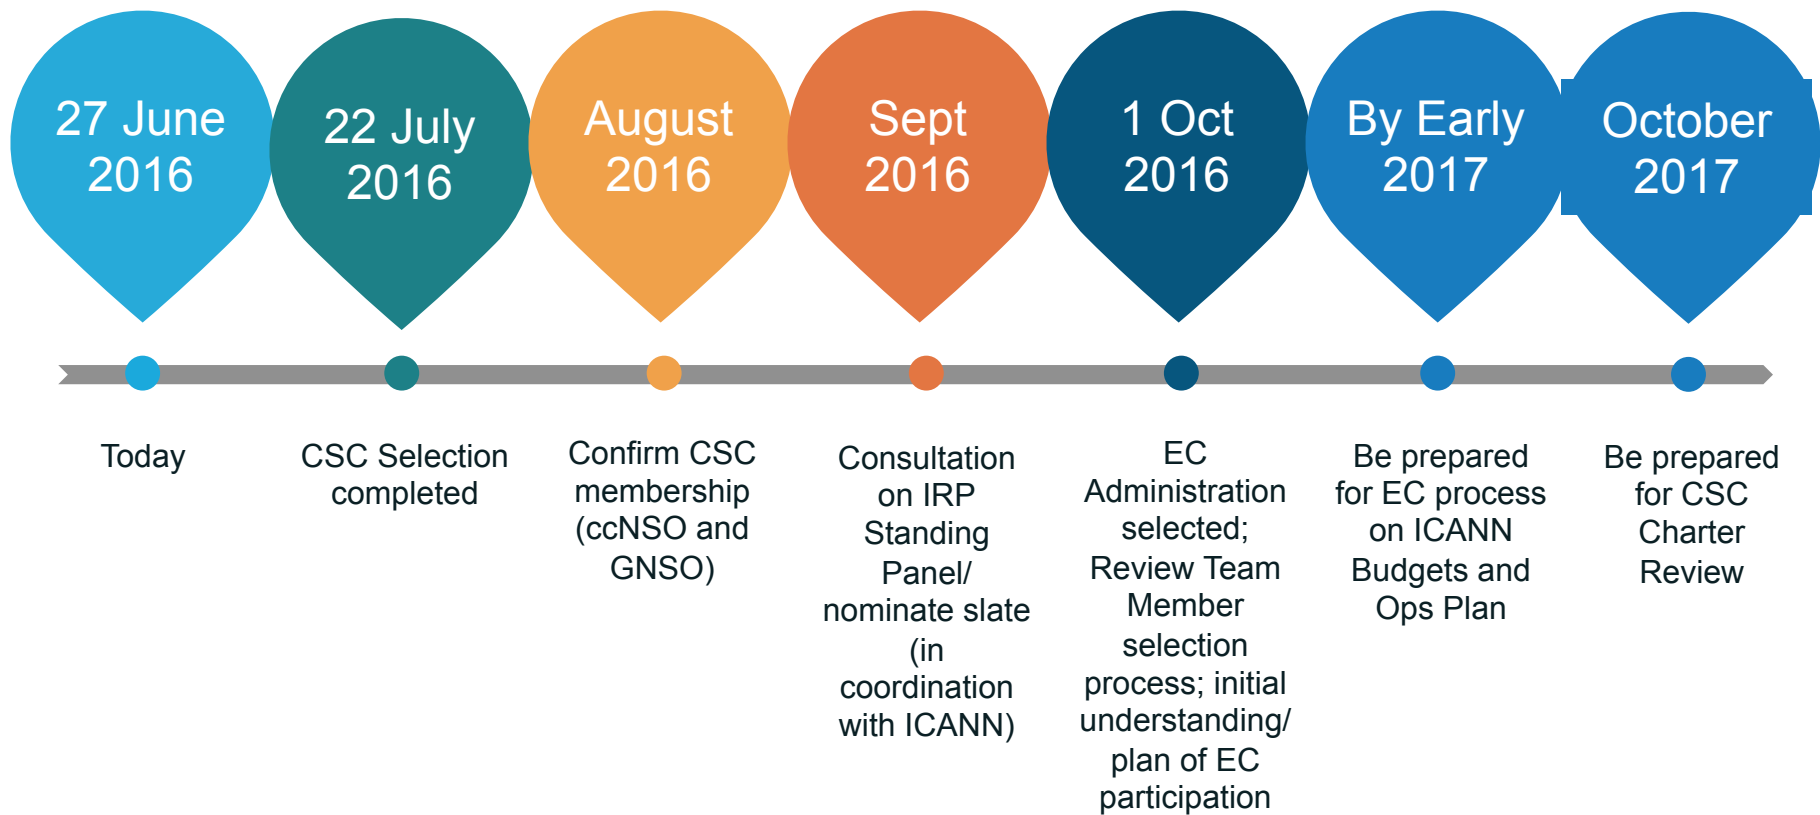 27 June
2016
22 July
2016
August
2016
Sept
2016
1 Oct
2016
By Early
2017
October
2017
Today
CSC Selection
completed
Confirm CSC
membership
(ccNSO and
GNSO)
Consultation
on IRP
Standing
Panel/
nominate slate
(in
coordination
with ICANN)
EC
Administration
selected;
Review Team
Member
selection
process; initial
understanding/
plan of EC
participation
Be prepared
for EC process
on ICANN
Budgets and
Ops Plan
Be prepared
for CSC
Charter
Review